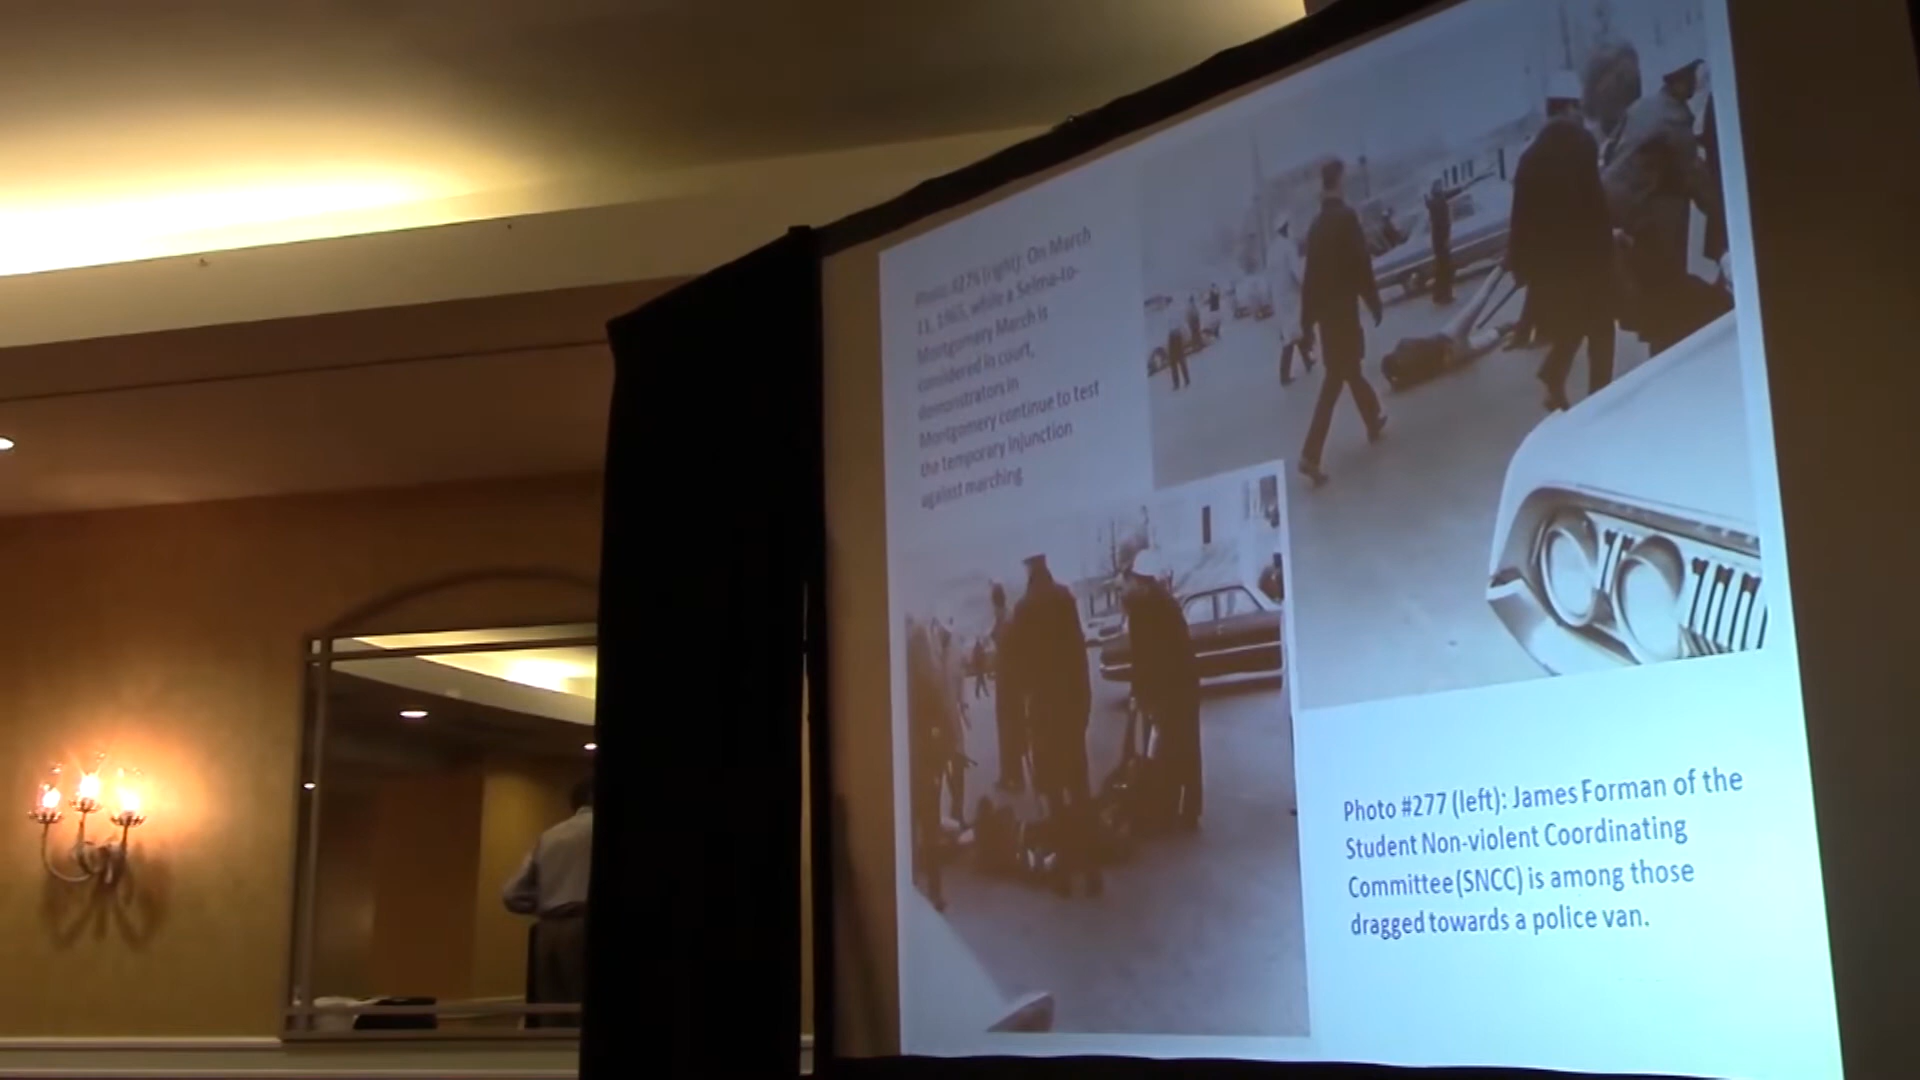 (right): On March
11, 1965, while a Selma-to-
Montgomery March is
considered in court,
demonstrators in
Montgomery continue to test
the temporary injunction
against marching
Photo #277 (left): James Forman of the
Student Non-violent Coordinating
Committee (SNCC) is among those
dragged towards a police van.